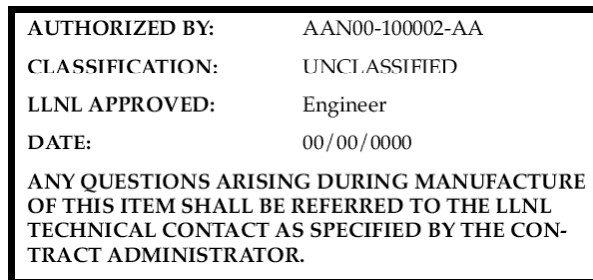 AUTHORIZED BY: AAN00-100002-AA
CLASSIFICATION: UNCLASSIFIED
LLNL APPROVED: Engineer
DATE: 00/00/0000
ANY QUESTIONS ARISING DURING MANUFACTURE
OF THIS ITEM SHALL BE REFERRED TO THE LLNL
TECHNICAL CONTACT AS SPECIFIED BY THE CON-
TRACT ADMINISTRATOR.